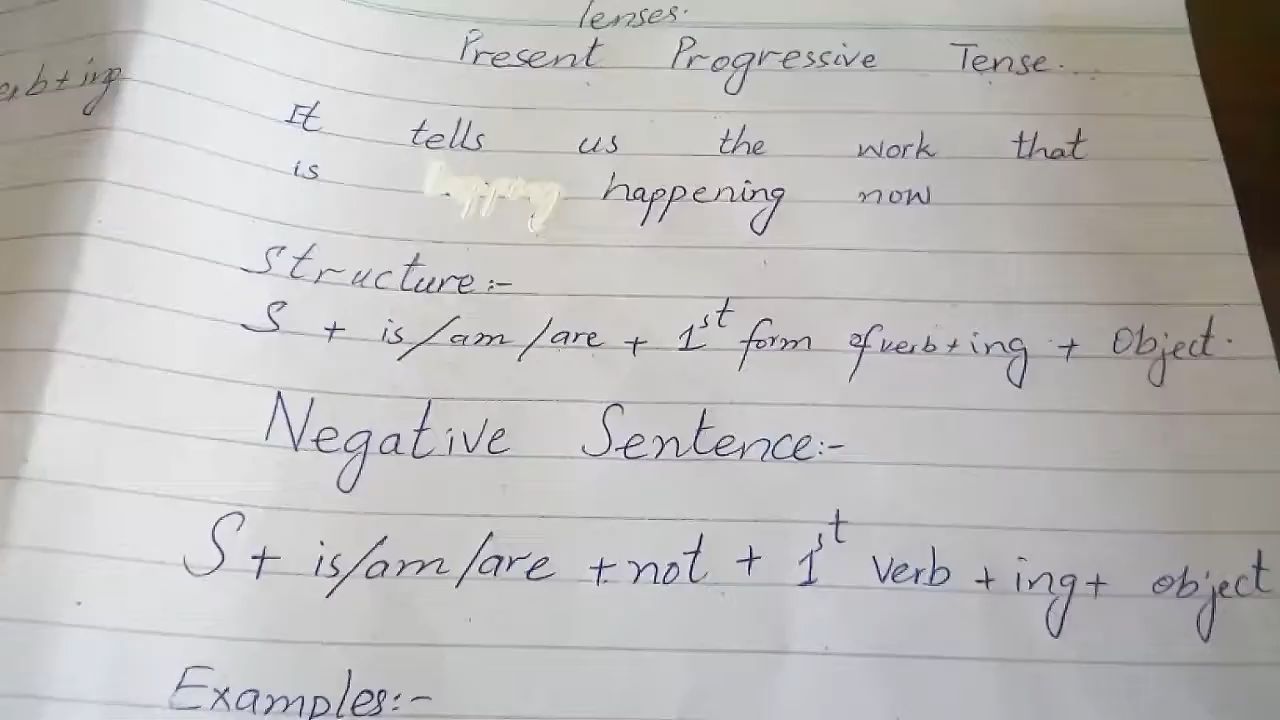 Tenses.
Present Progressive Tense...
It tells us the work that
is happening now
Structure:-
S + is/am/are + 1st form of verb + ing + Object.
Negative Sentence:-
S + is/am/are + not + 1st verb + ing + object
Examples:-